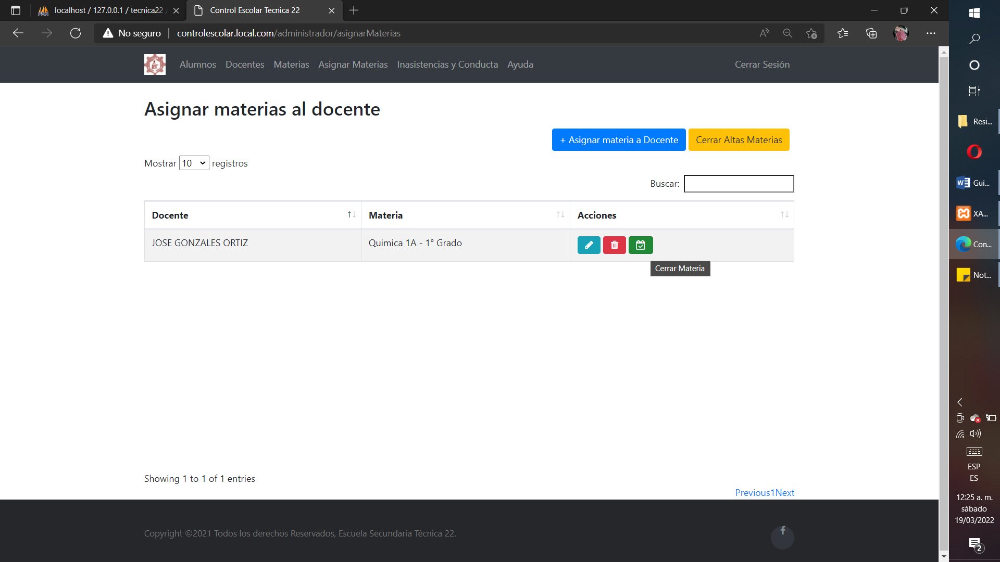 localhost / 127.0.0.1 / tecnica22
Control Escolar Tecnica 22
No seguro
controlescolar.local.com/administrador/asignarMaterias
Alumnos Docentes Materias Asignar Materias Inasistencias y Conducta Ayuda Cerrar Sesión
Asignar materias al docente
+ Asignar materia a Docente Cerrar Altas Materias
Mostrar 10 registros
Buscar:
Docente Materia Acciones
JOSE GONZALES ORTIZ Quimica 1A - 1° Grado
Cerrar Materia
Showing 1 to 1 of 1 entries
Previous1Next
Copyright ©2021 Todos los derechos Reservados, Escuela Secundaria Técnica 22.
Resi...
Gui...
XA...
Con...
Not...
ESP
ES
12:25 a. m.
sábado
19/03/2022
2